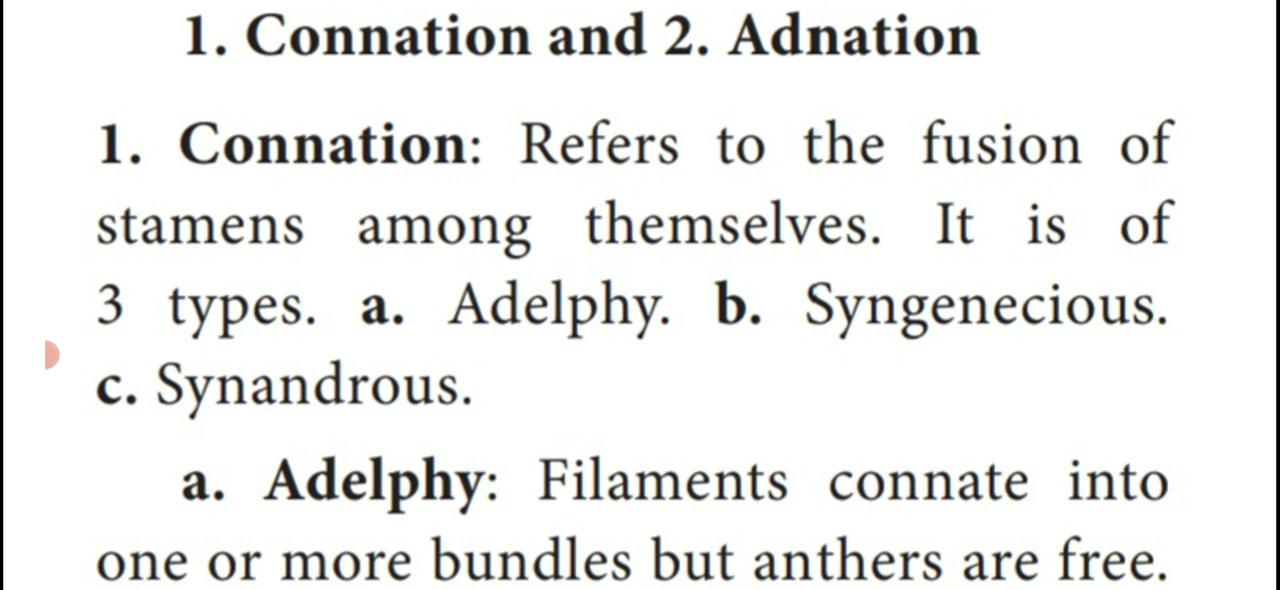 1. Connation and 2. Adnation
1. Connation: Refers to the fusion of
stamens among themselves. It is of
3 types. a. Adelphy. b. Syngenecious.
c. Synandrous.
a. Adelphy: Filaments connate into
one or more bundles but anthers are free.